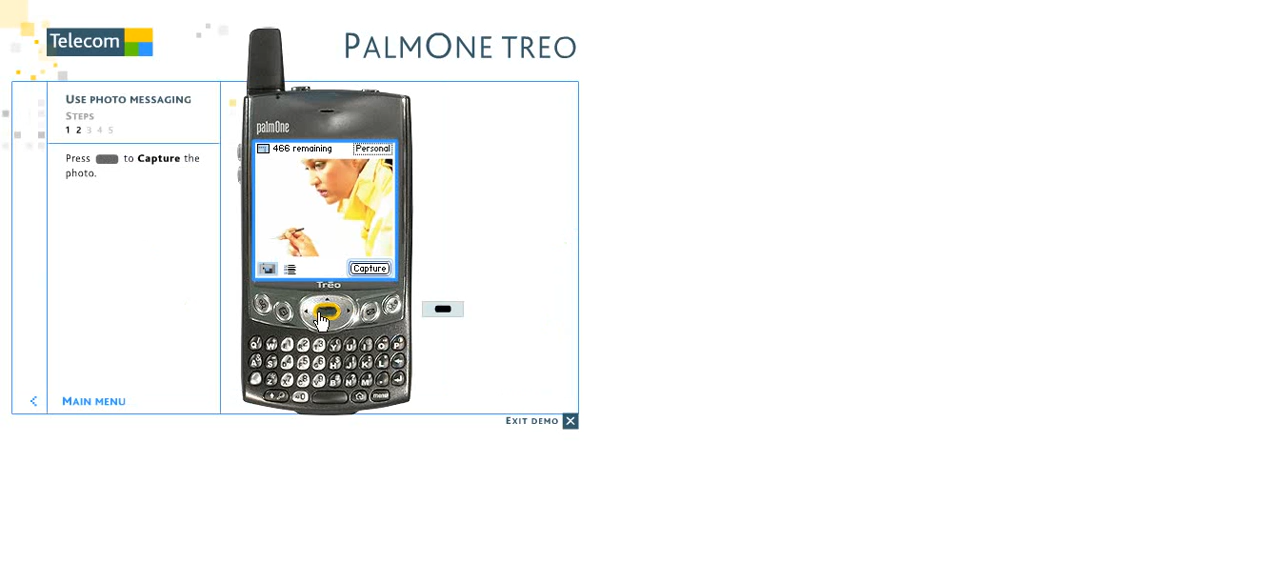 Telecom
PALMONE TREO
USE PHOTO MESSAGING
STEPS
1 2 3 4 5
Press to Capture the
photo.
palmOne
466 remaining
Personal
Capture
Trēo
MAIN MENU
EXIT DEMO